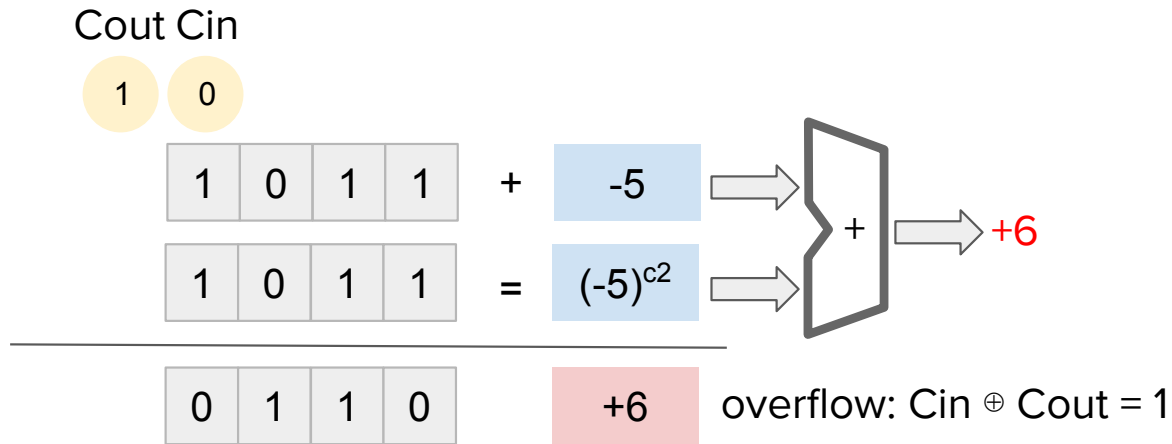 Cout Cin
1 0
1 0 1 1 + -5
+ +6
1 0 1 1 = (-5)^c2
0 1 1 0 +6 overflow: Cin ⊕ Cout = 1